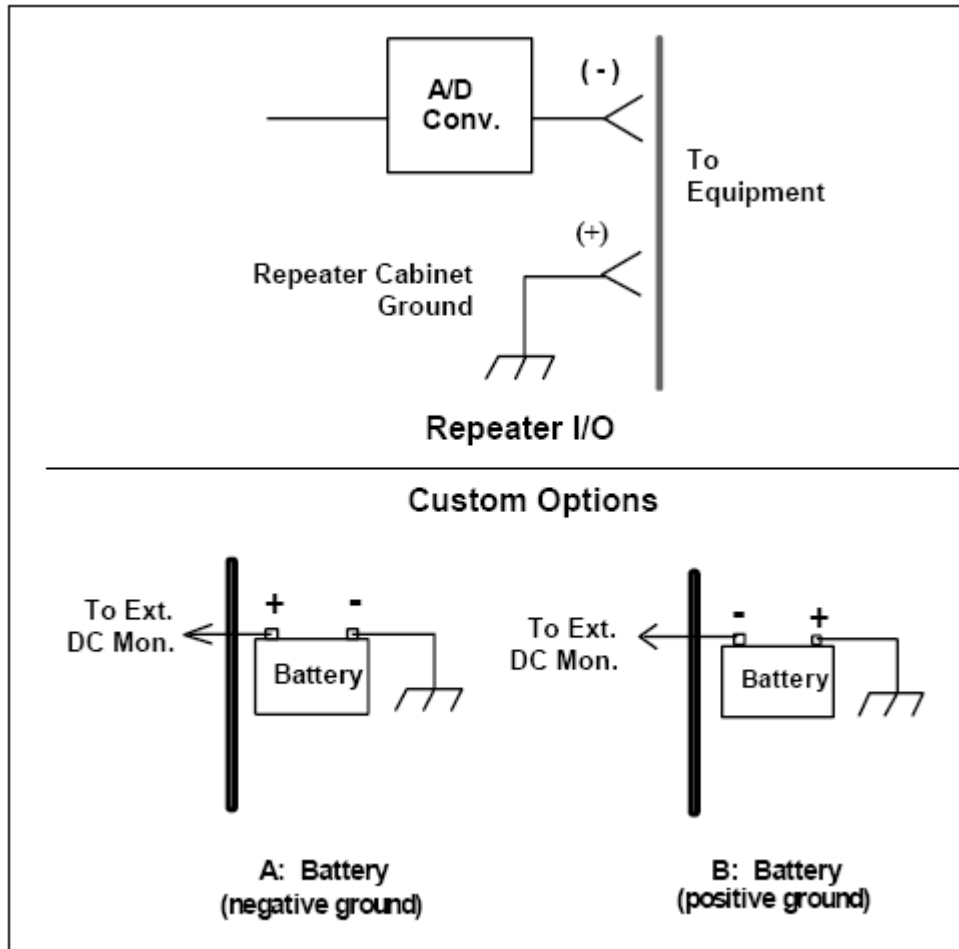 A/D
Conv.
( - )
To
Equipment
(+)
Repeater Cabinet
Ground
Repeater I/O
Custom Options
To Ext.
DC Mon.
+ -
Battery
A: Battery
(negative ground)
To Ext.
DC Mon.
- +
Battery
B: Battery
(positive ground)